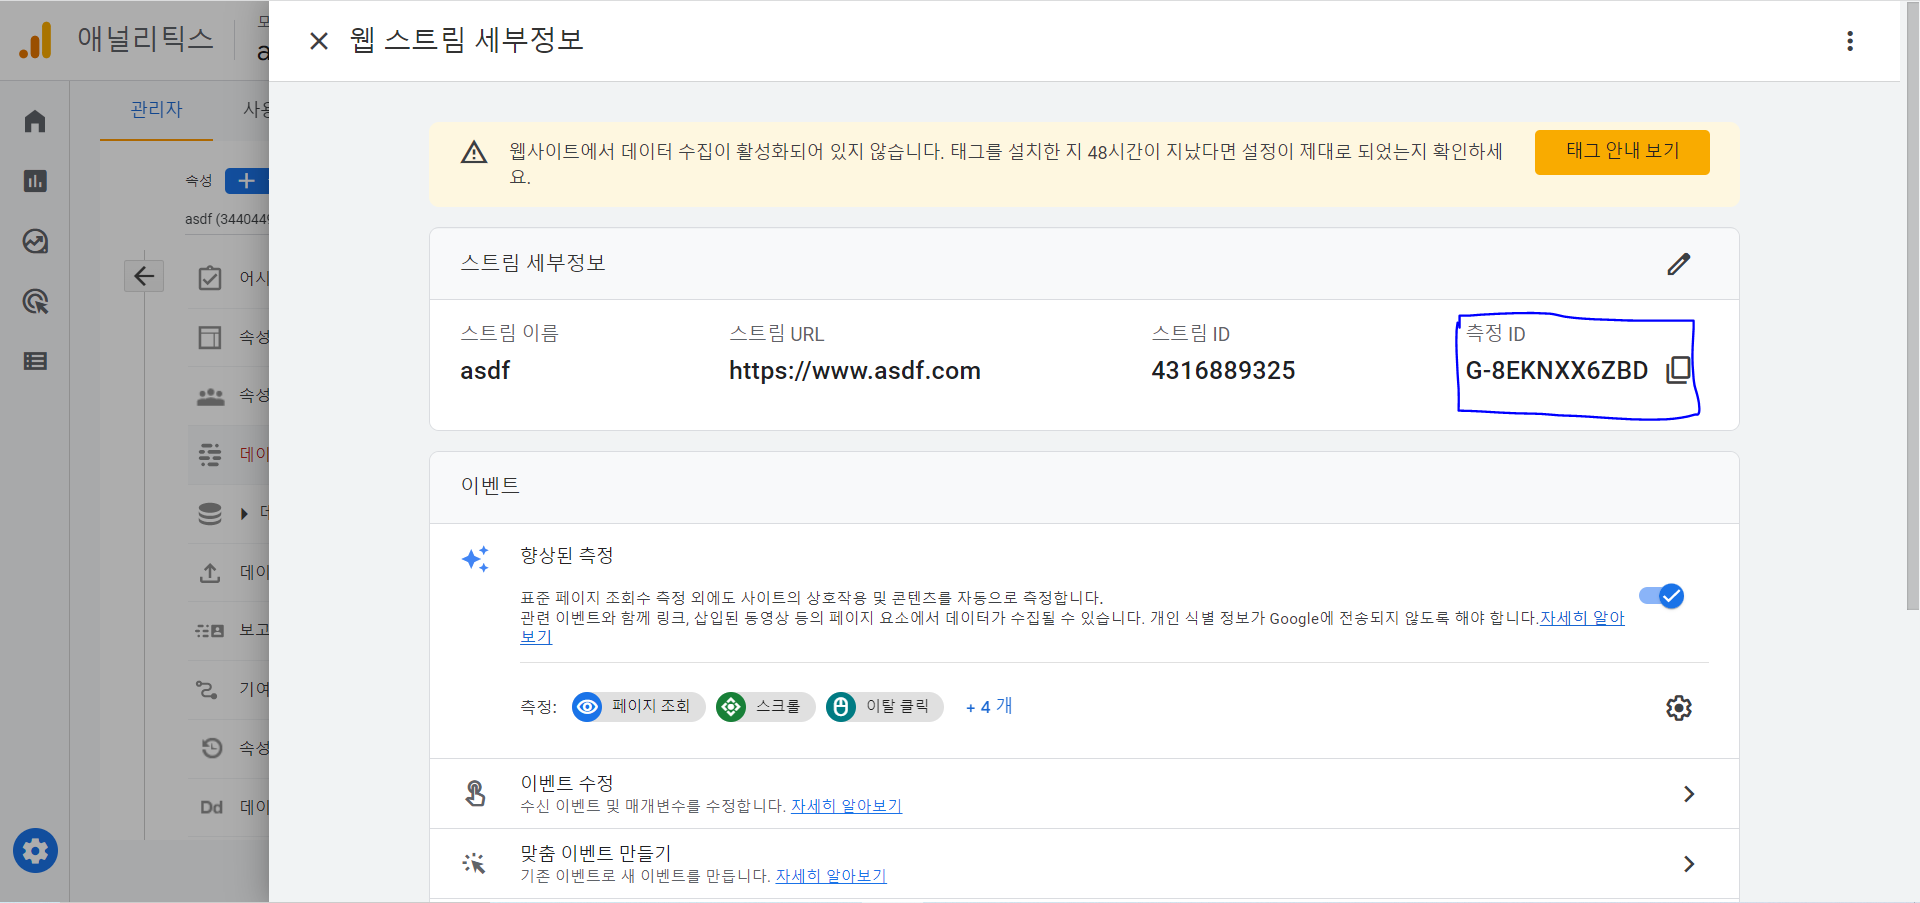 애널리틱스
웹 스트림 세부정보
관리자
속성
웹사이트에서 데이터 수집이 활성화되어 있지 않습니다. 태그를 설치한 지 48시간이 지났다면 설정이 제대로 되었는지 확인하세
요.
태그 안내 보기
asdf (344044
스트림 세부정보
스트림 이름
스트림 URL
스트림 ID
측정 ID
asdf
https://www.asdf.com
4316889325
G-8EKNXX6ZBD
어시
속성
속성
데이
데이
보고
기여
속성
Dd
데이
이벤트
향상된 측정
표준 페이지 조회수 측정 외에도 사이트의 상호작용 및 콘텐츠를 자동으로 측정합니다.
관련 이벤트와 함께 링크, 삽입된 동영상 등의 페이지 요소에서 데이터가 수집될 수 있습니다. 개인 식별 정보가 Google에 전송되지 않도록 해야 합니다.자세히 알아
보기
측정:
페이지 조회
스크롤
이탈 클릭
+ 4 개
이벤트 수정
수신 이벤트 및 매개변수를 수정합니다. 자세히 알아보기
맞춤 이벤트 만들기
기존 이벤트로 새 이벤트를 만듭니다. 자세히 알아보기